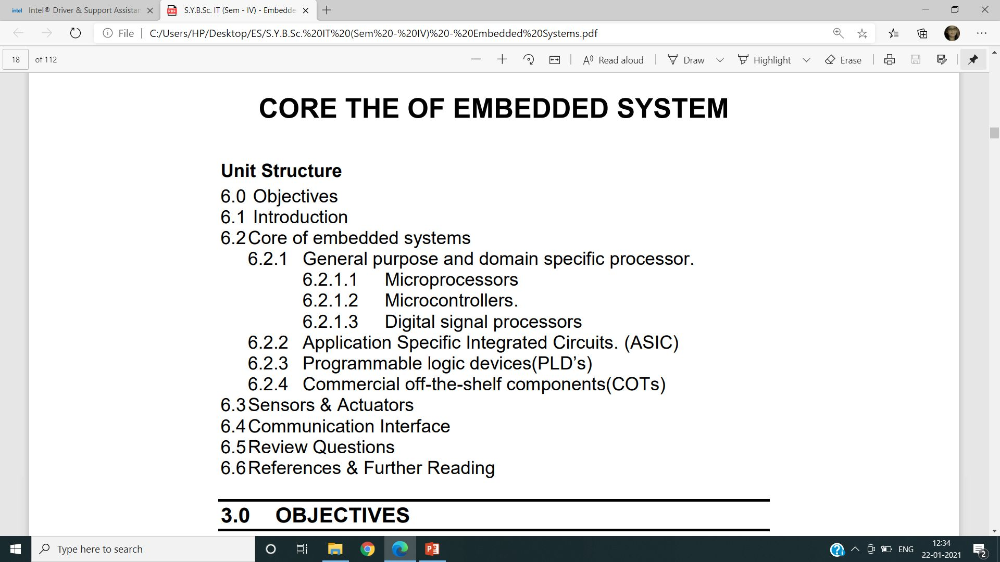 intel Intel® Driver & Support Assistan
PDF S.Y.B.Sc. IT (Sem - IV) - Embedde
File C:/Users/HP/Desktop/ES/S.Y.B.Sc.%20IT%20(Sem%20-%20IV)%20-%20Embedded%20Systems.pdf
18 of 112 Read aloud Draw Highlight Erase
CORE THE OF EMBEDDED SYSTEM
Unit Structure
6.0 Objectives
6.1 Introduction
6.2 Core of embedded systems
6.2.1 General purpose and domain specific processor.
6.2.1.1 Microprocessors
6.2.1.2 Microcontrollers.
6.2.1.3 Digital signal processors
6.2.2 Application Specific Integrated Circuits. (ASIC)
6.2.3 Programmable logic devices(PLD’s)
6.2.4 Commercial off-the-shelf components(COTs)
6.3 Sensors & Actuators
6.4 Communication Interface
6.5 Review Questions
6.6 References & Further Reading
3.0 OBJECTIVES
Type here to search
ENG
12:34
22-01-2021
2